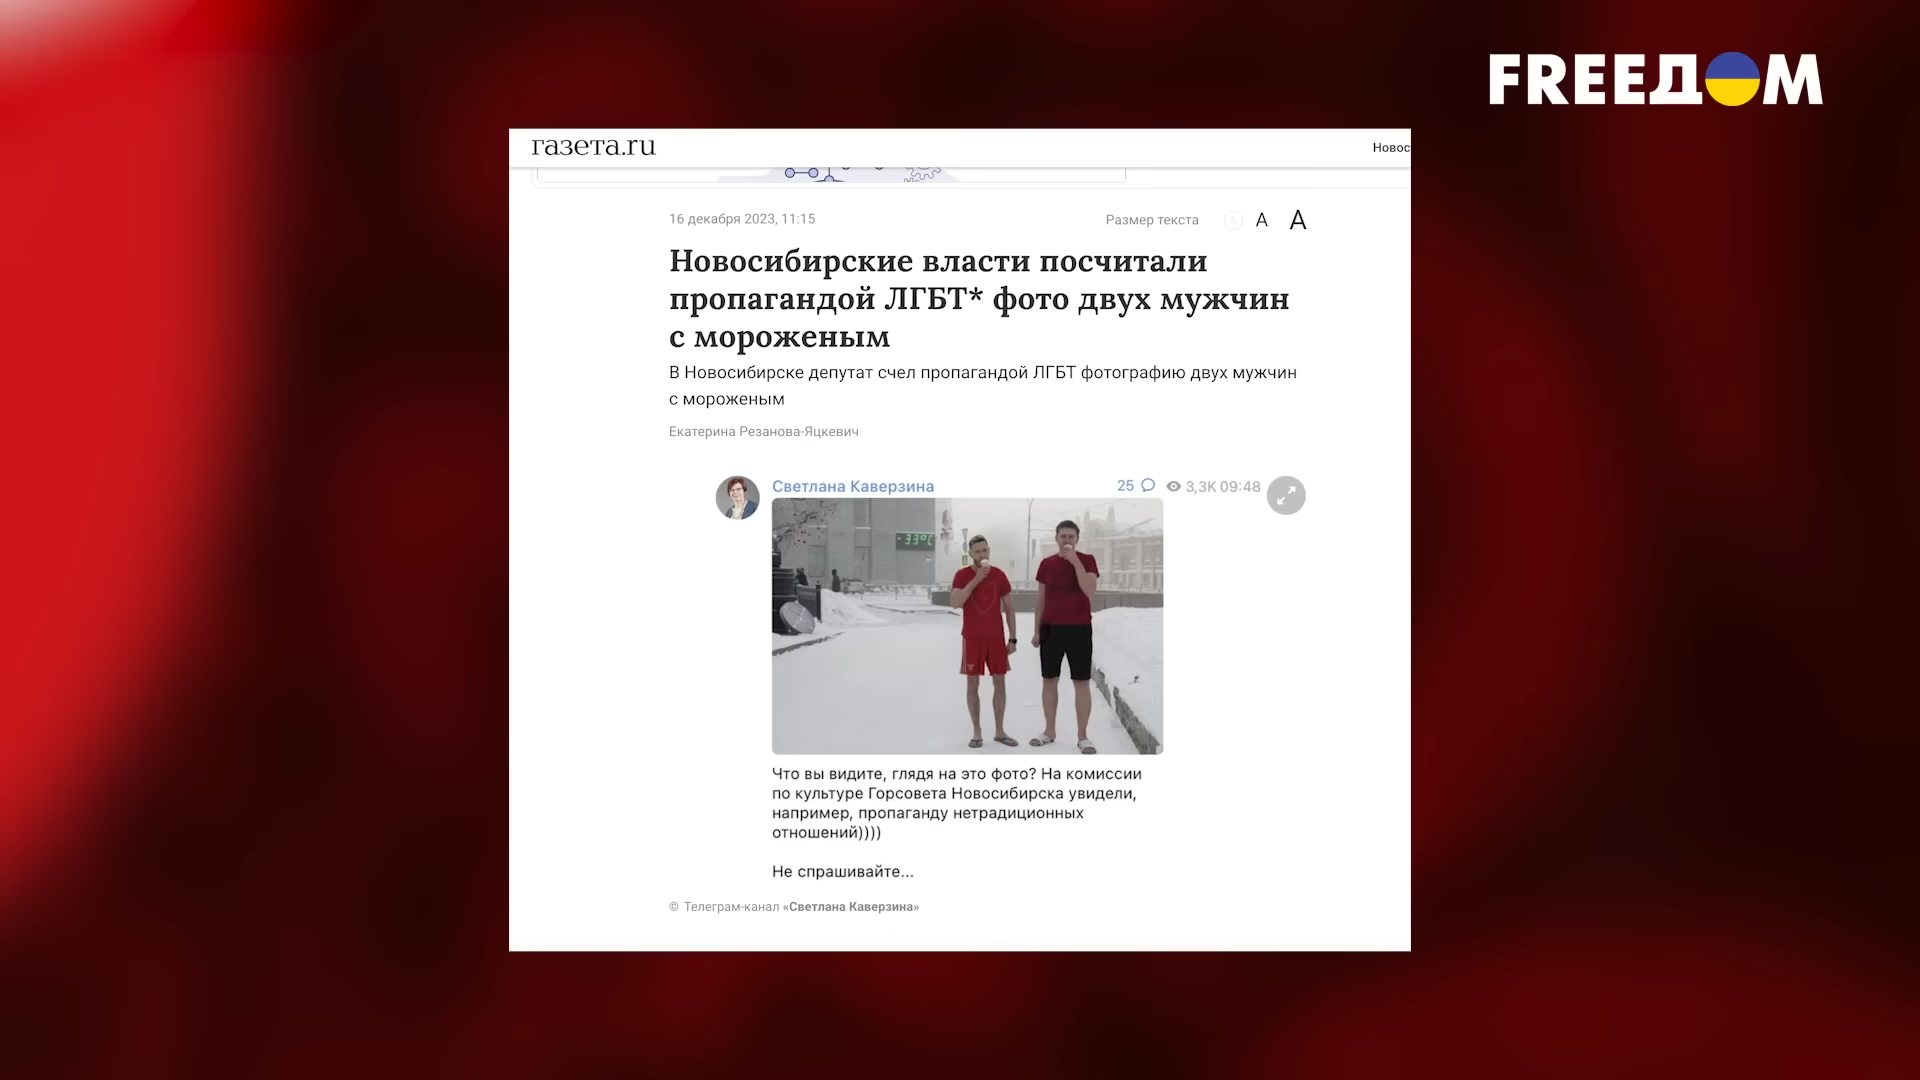 FREEДOM
газета.ru
Новос
16 декабря 2023, 11:15
Размер текста
А А А
Новосибирские власти посчитали
пропагандой ЛГБТ* фото двух мужчин
с мороженым
В Новосибирске депутат счел пропагандой ЛГБТ фотографию двух мужчин
с мороженым
Екатерина Резанова-Яцкевич
Светлана Каверзина
25
3,3K 09:48
-33°C
Что вы видите, глядя на это фото? На комиссии
по культуре Горсовета Новосибирска увидели,
например, пропаганду нетрадиционных
отношений))))
Не спрашивайте...
© Телеграм-канал «Светлана Каверзина»